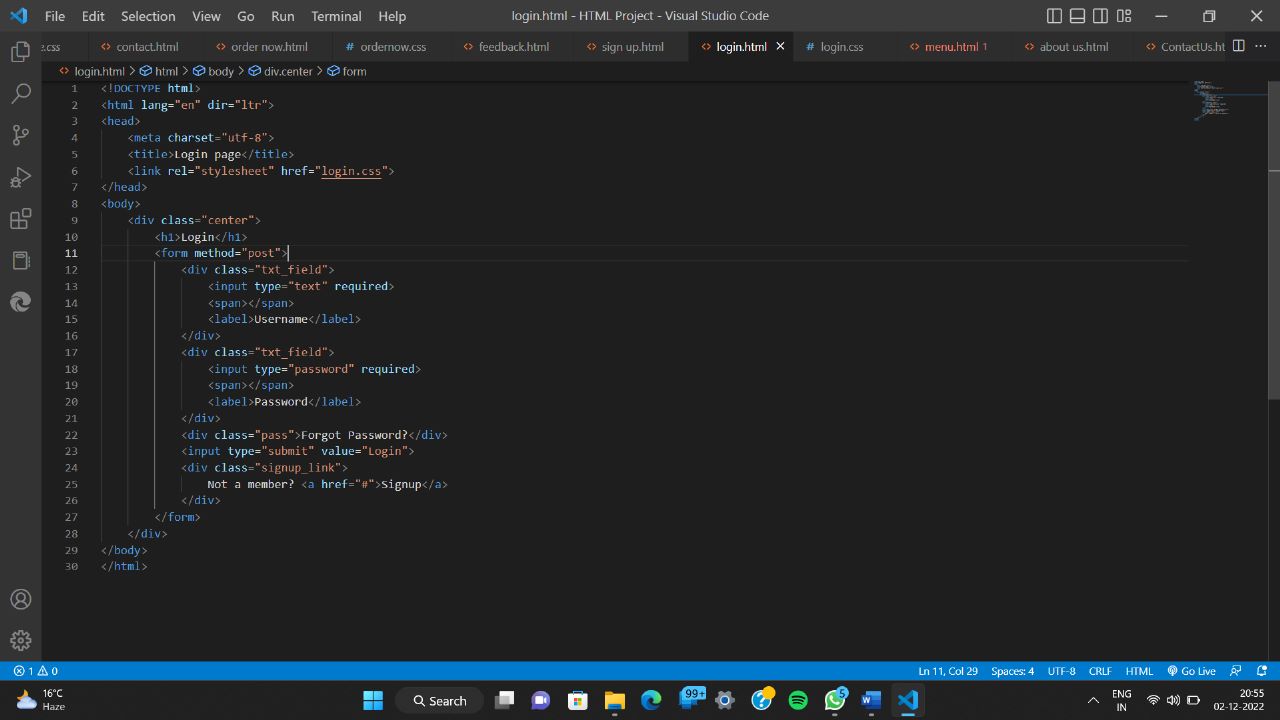 File Edit Selection View Go Run Terminal Help login.html - HTML Project - Visual Studio Code
e.css contact.html order now.html # ordernow.css feedback.html sign up.html login.html # login.css menu.html 1 about us.html ContactUs.ht
login.html > html > body > div.center > form
1 <!DOCTYPE html>
2 <html lang="en" dir="ltr">
3 <head>
4 <meta charset="utf-8">
5 <title>Login page</title>
6 <link rel="stylesheet" href="login.css">
7 </head>
8 <body>
9 <div class="center">
10 <h1>Login</h1>
11 <form method="post">
12 <div class="txt_field">
13 <input type="text" required>
14 <span></span>
15 <label>Username</label>
16 </div>
17 <div class="txt_field">
18 <input type="password" required>
19 <span></span>
20 <label>Password</label>
21 </div>
22 <div class="pass">Forgot Password?</div>
23 <input type="submit" value="Login">
24 <div class="signup_link">
25 Not a member? <a href="#">Signup</a>
26 </div>
27 </form>
28 </div>
29 </body>
30 </html>
1 0 Ln 11, Col 29 Spaces: 4 UTF-8 CRLF HTML Go Live
16°C
Haze
Search
99+
5
ENG
IN
20:55
02-12-2022